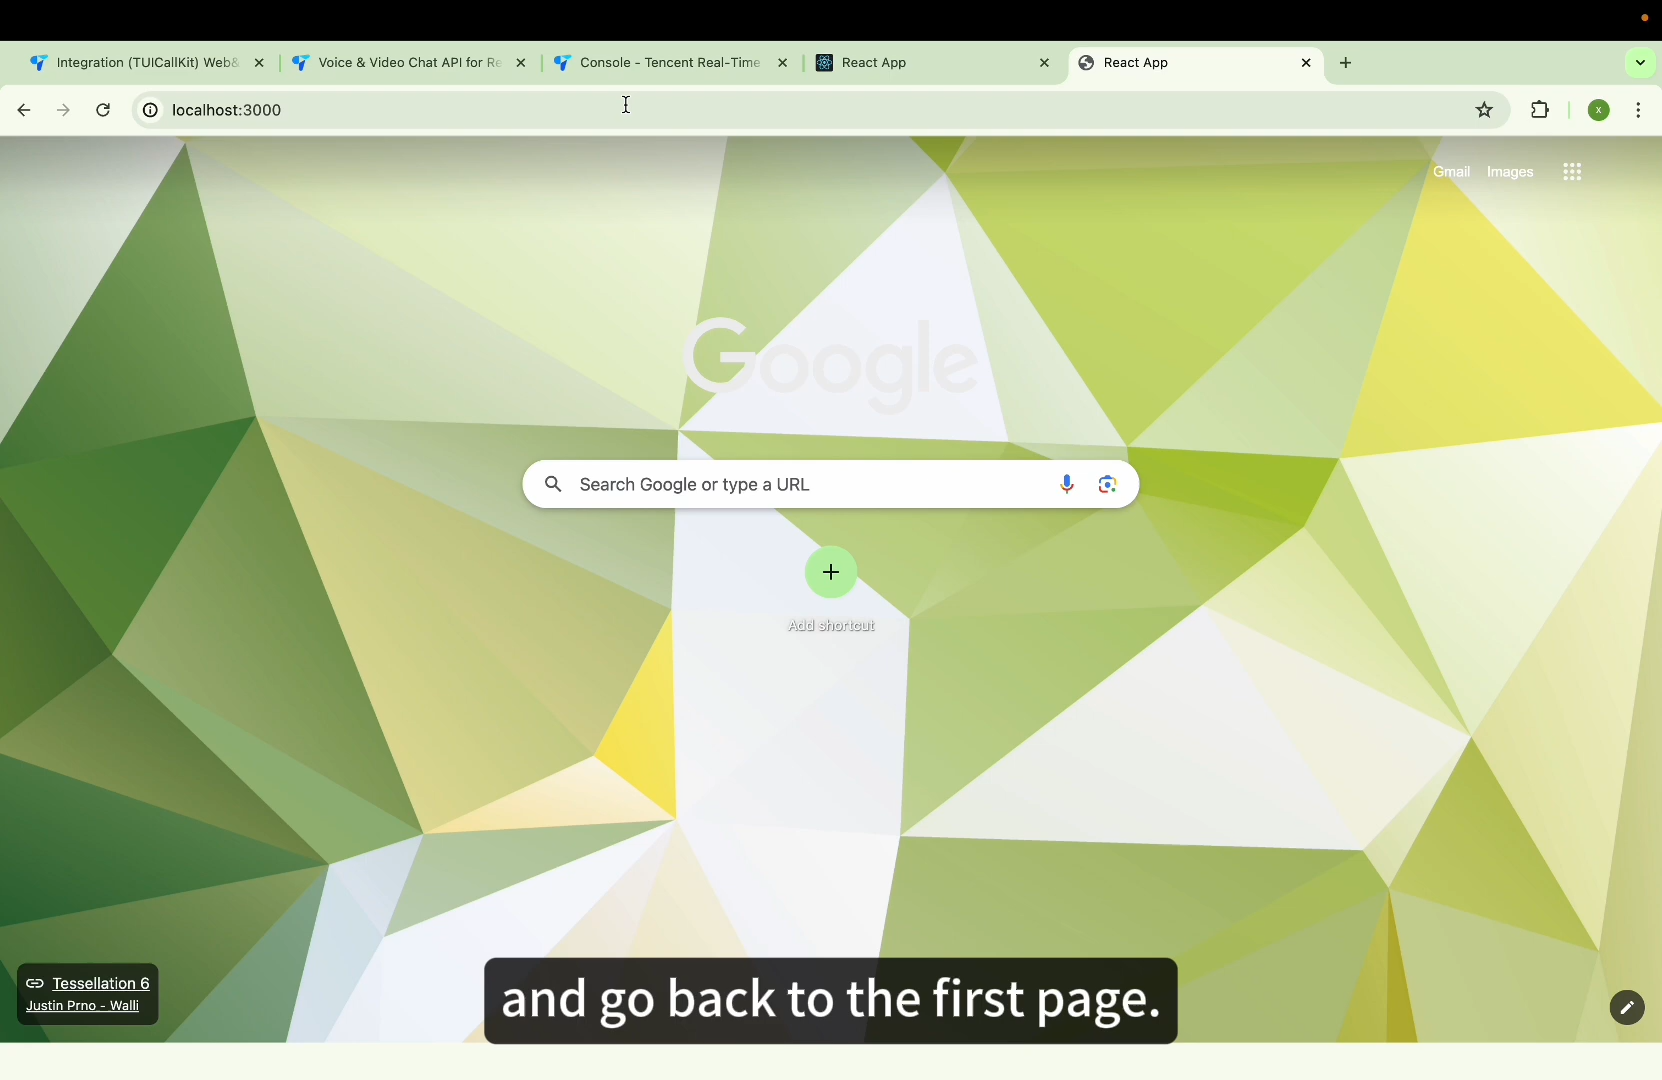 Integration (TUICallKit) Web&
Voice & Video Chat API for Re
Console - Tencent Real-Time
React App
React App
localhost:3000
x
Gmail
Images
Google
Search Google or type a URL
Add shortcut
Tessellation 6
Justin Prno - Walli
and go back to the first page.